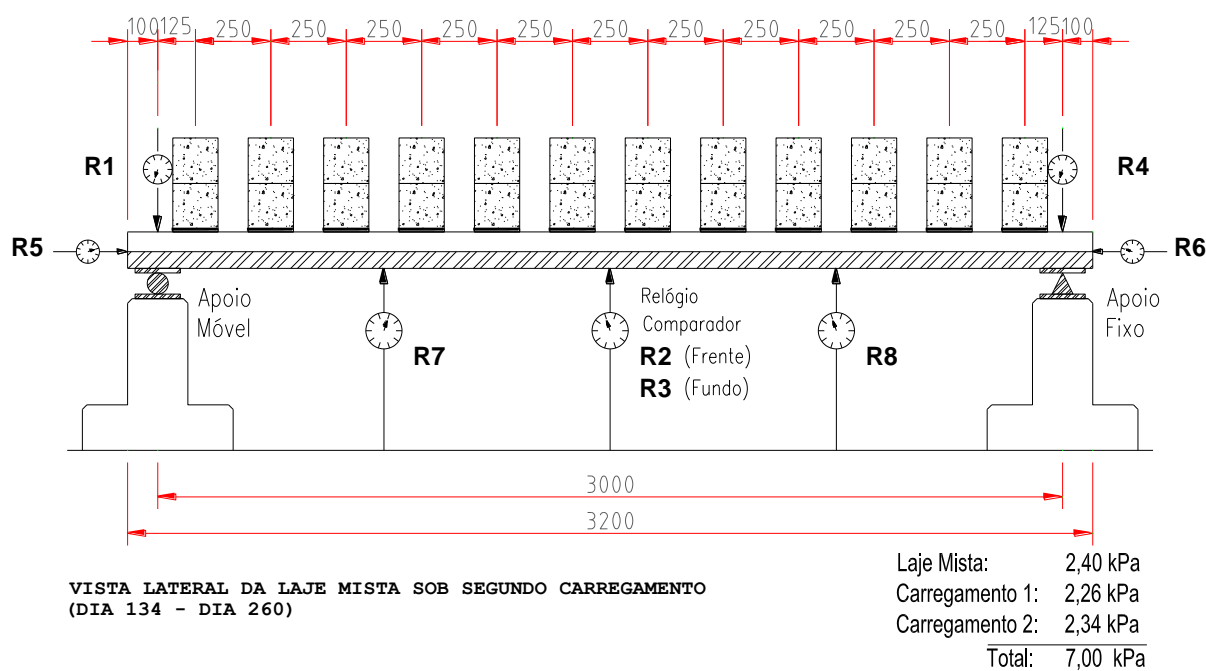 100 125 250 250 250 250 250 250 250 250 250 250 250 125 100
R1
R4
R5
R6
Apoio
Móvel
R7
Relógio
Comparador
R2 (Frente)
R3 (Fundo)
R8
Apoio
Fixo
3000
3200
VISTA LATERAL DA LAJE MISTA SOB SEGUNDO CARREGAMENTO
(DIA 134 - DIA 260)
Laje Mista: 2,40 kPa
Carregamento 1: 2,26 kPa
Carregamento 2: 2,34 kPa
Total: 7,00 kPa